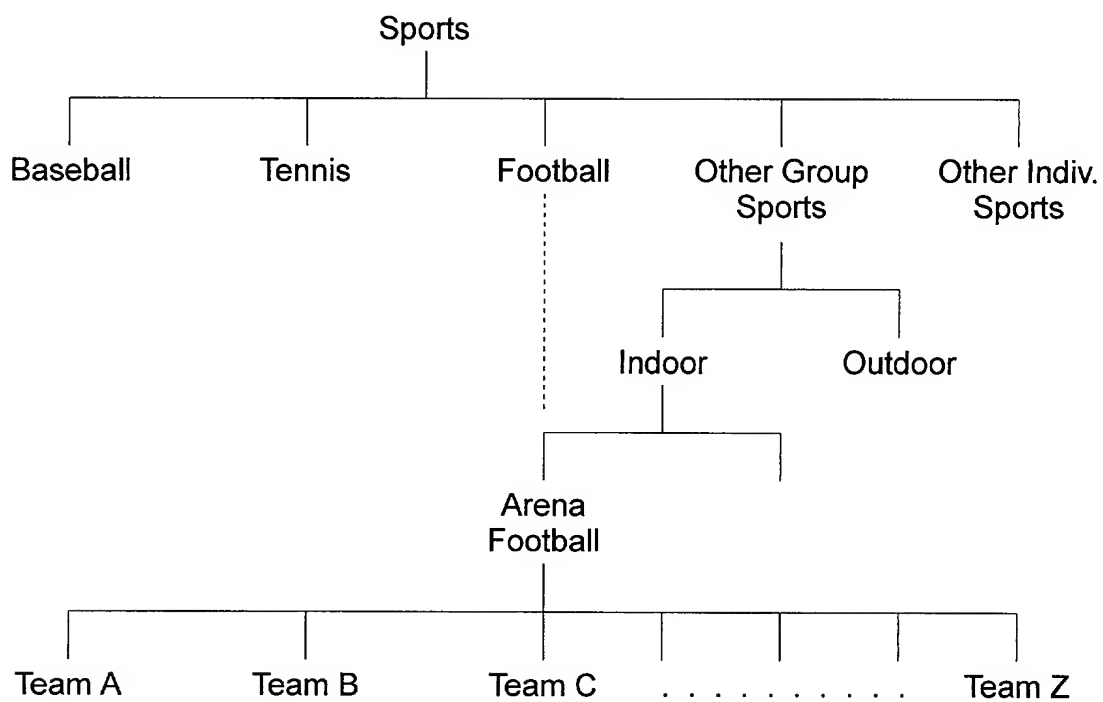 Sports
Baseball Tennis Football Other Group Other Indiv.
Sports Sports
Indoor Outdoor
Arena
Football
Team A Team B Team C . . . . . . . . . . Team Z